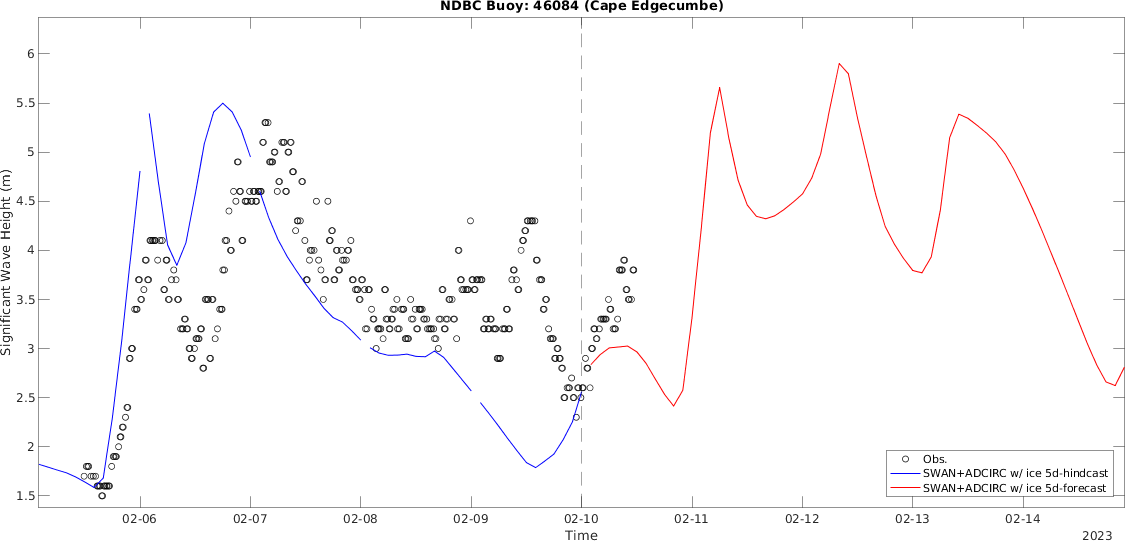 NDBC Buoy: 46084 (Cape Edgecumbe)
Significant Wave Height (m)
6
5.5
5
4.5
4
3.5
3
2.5
2
1.5
Obs.
SWAN+ADCIRC w/ ice 5d-hindcast
SWAN+ADCIRC w/ ice 5d-forecast
02-06 02-07 02-08 02-09 02-10 02-11 02-12 02-13 02-14
Time
2023